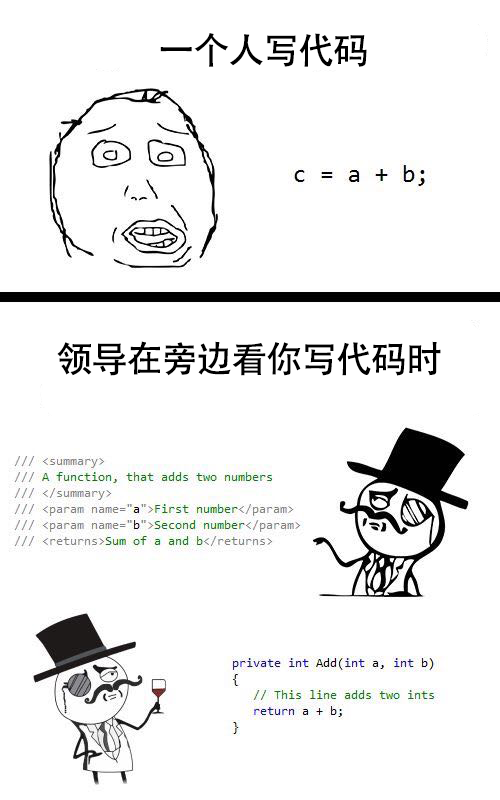 一个人写代码
c = a + b;
领导在旁边看你写代码时
/// <summary>
/// A function, that adds two numbers
/// </summary>
/// <param name="a">First number</param>
/// <param name="b">Second number</param>
/// <returns>Sum of a and b</returns>
private int Add(int a, int b)
{
// This line adds two ints
return a + b;
}